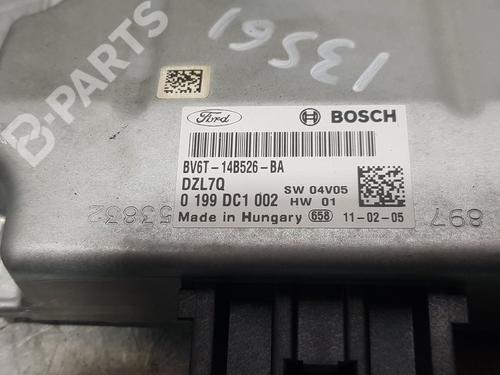 B-PARTS
13561
Ford
BOSCH
BV6T-14B526-BA
DZL7Q
SW 04V05
0 199 DC1 002
HW 01
Made in Hungary 658 11-02-05
53832
897